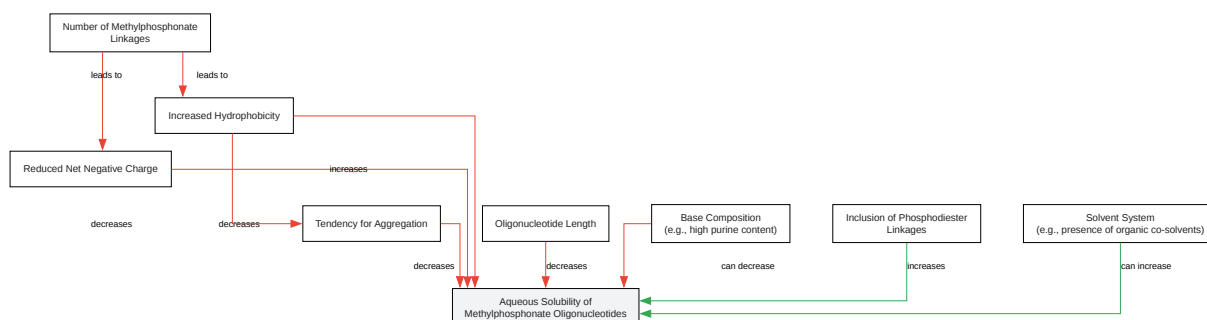 Number of Methylphosphonate
Linkages
leads to
leads to
Increased Hydrophobicity
Reduced Net Negative Charge
increases
decreases
decreases
Tendency for Aggregation
Oligonucleotide Length
Base Composition
(e.g., high purine content)
Inclusion of Phosphodiester
Linkages
Solvent System
(e.g., presence of organic co-solvents)
decreases
decreases
can decrease
increases
can increase
Aqueous Solubility of
Methylphosphonate Oligonucleotides